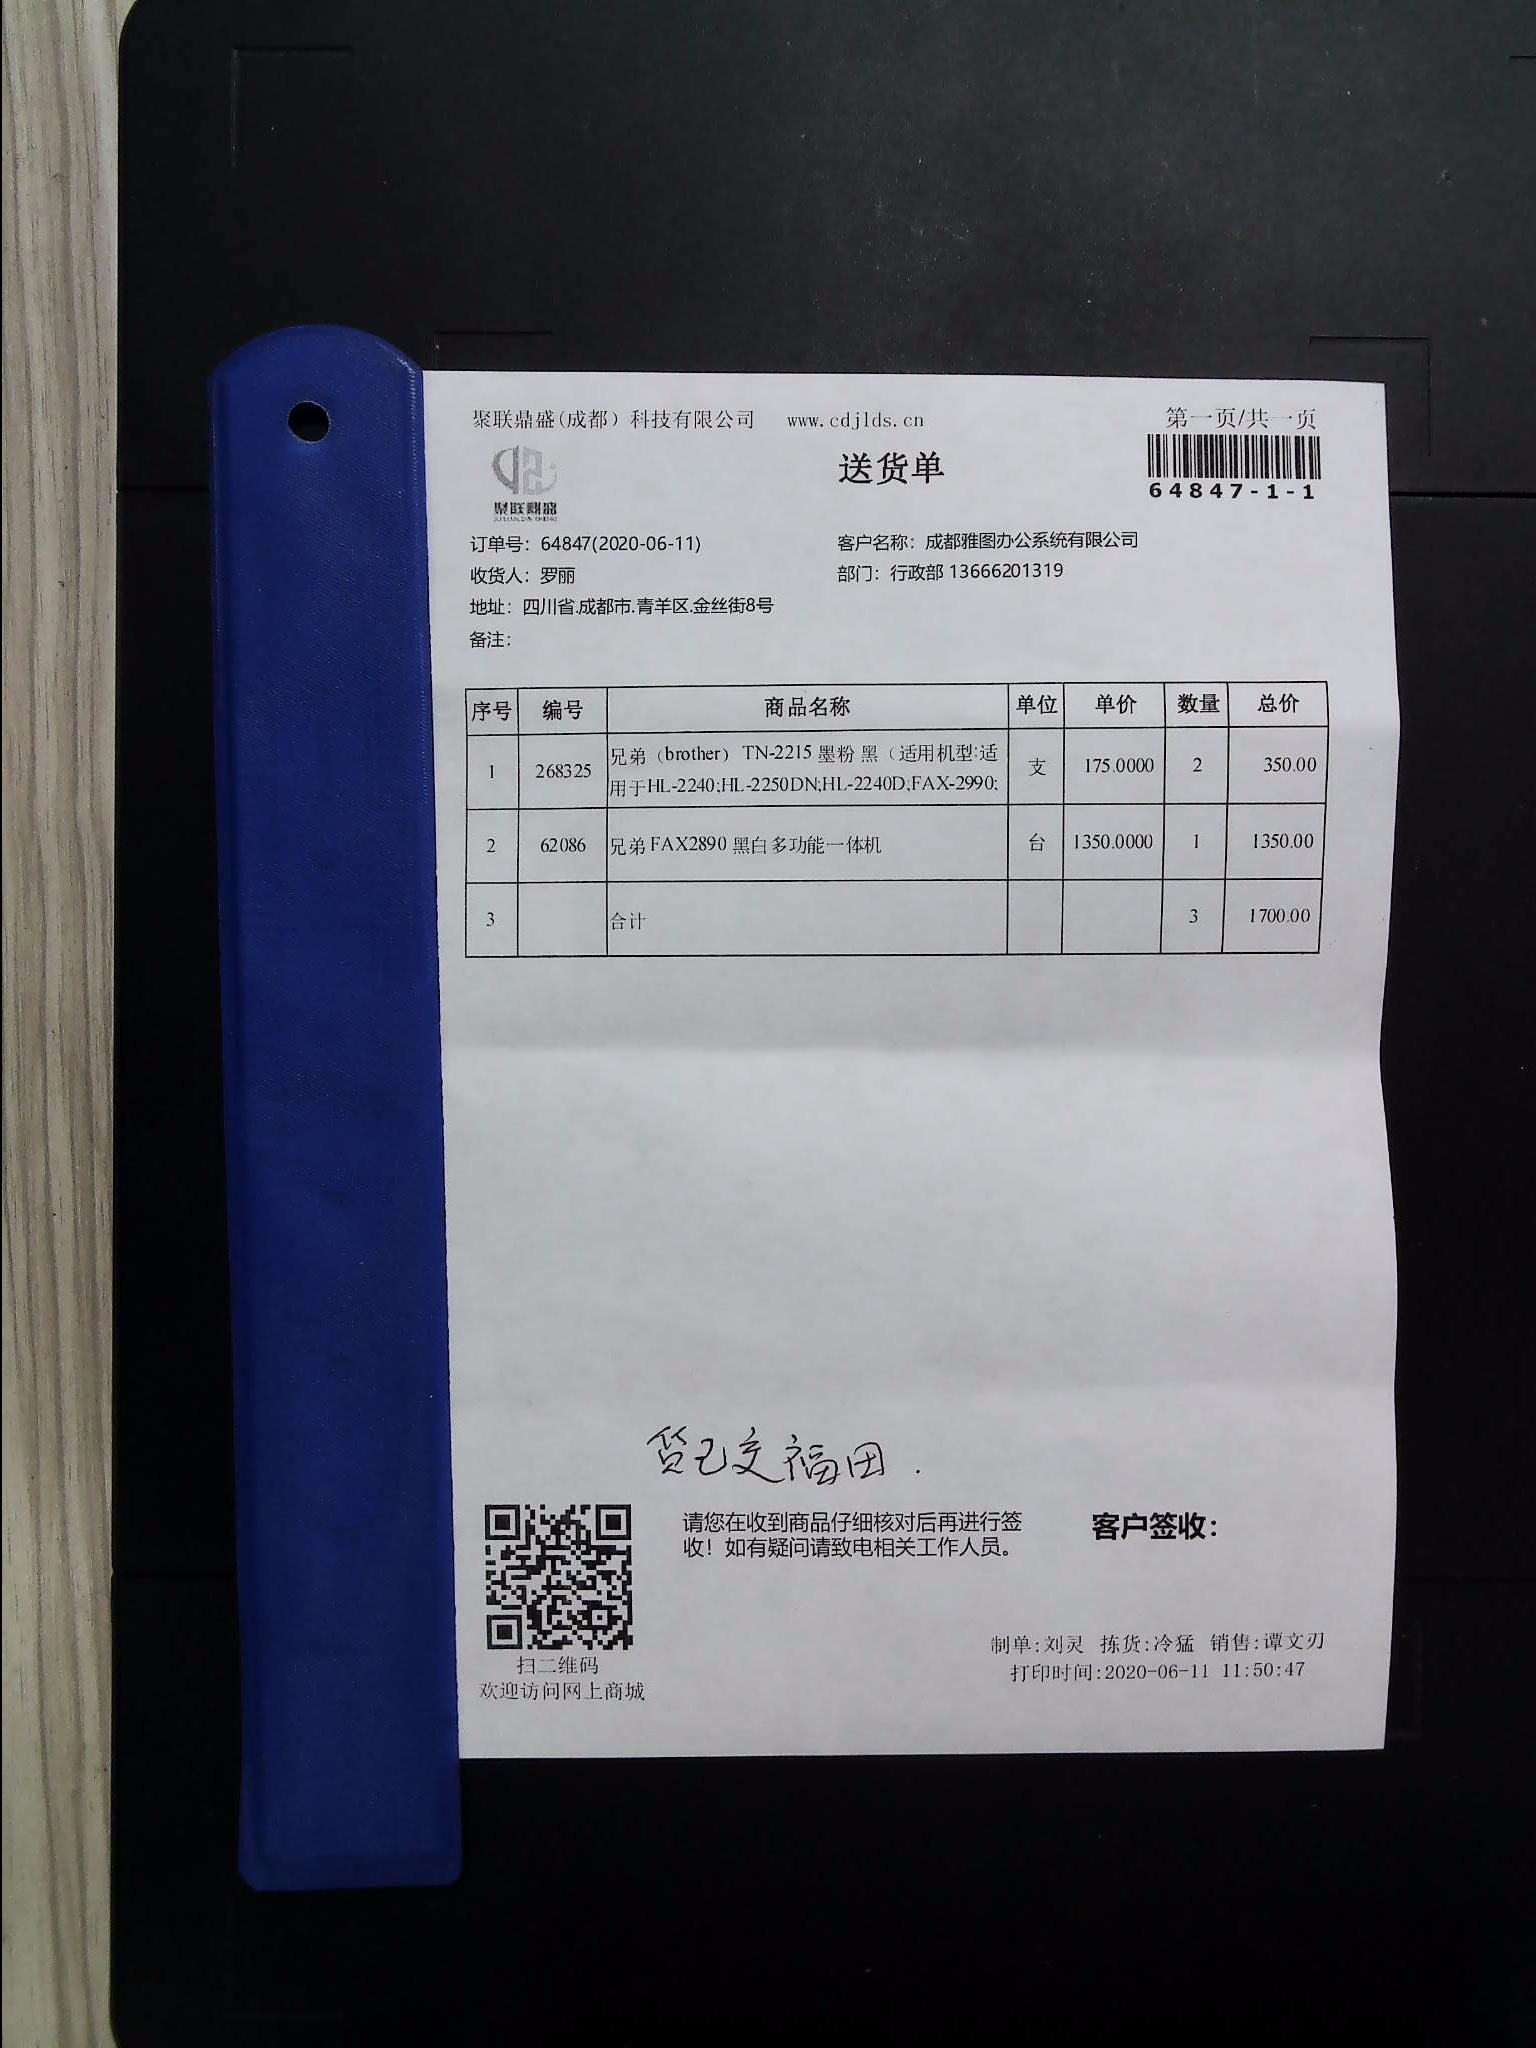 聚联鼎盛(成都）科技有限公司 www.cdjlds.cn
第一页/共一页
送货单
64847-1-1
聚联鼎盛
订单号：64847(2020-06-11)
客户名称：成都雅图办公系统有限公司
收货人：罗丽
部门：行政部 13666201319
地址：四川省.成都市.青羊区.金丝街8号
备注：
序号 编号 商品名称 单位 单价 数量 总价
1 268325 兄弟（brother）TN-2215 墨粉 黑（适用机型:适 支 175.0000 2 350.00
用于HL-2240;HL-2250DN;HL-2240D;FAX-2990;
2 62086 兄弟 FAX2890 黑白多功能一体机 台 1350.0000 1 1350.00
3 合计 3 1700.00
货已交福田.
请您在收到商品仔细核对后再进行签
收！如有疑问请致电相关工作人员。
客户签收：
扫二维码
欢迎访问网上商城
制单:刘灵 拣货:冷猛 销售:谭文刃
打印时间:2020-06-11 11:50:47